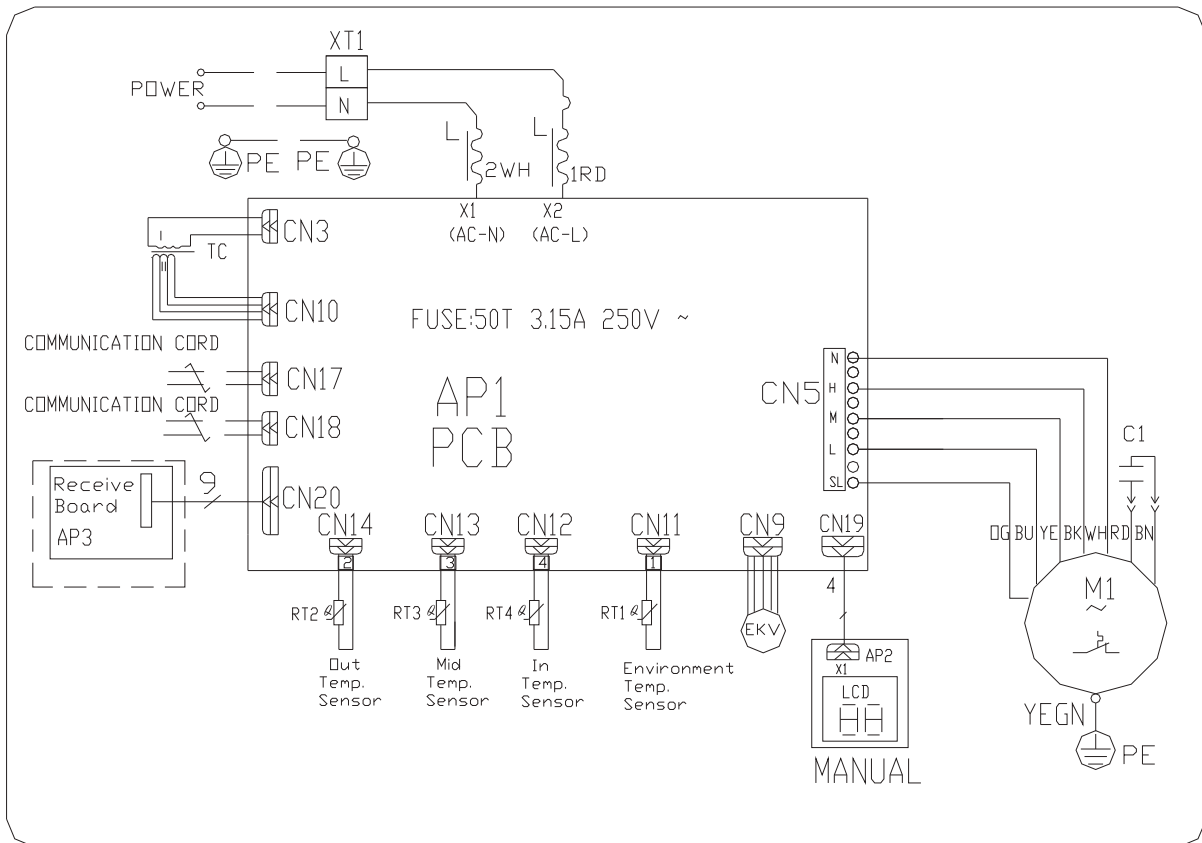 XT1
L
POWER
N
PE PE
L
2WH
L
1RD
X1
(AC-N)
X2
(AC-L)
CN3
I
TC
II
CN10
FUSE:50T 3.15A 250V ~
COMMUNICATION CORD
CN17
COMMUNICATION CORD
CN18
AP1
PCB
CN5
N
H
M
L
SL
C1
Receive
Board
AP3
9
CN20
CN14
CN13
CN12
CN11
CN9
CN19
2
3
4
1
4
OG BU YE BK WH RD BN
M1
~
RT2
RT3
RT4
RT1
EKV
Out
Temp.
Sensor
Mid
Temp.
Sensor
In
Temp.
Sensor
Environment
Temp.
Sensor
AP2
X1
LCD
88
MANUAL
YEGN
PE